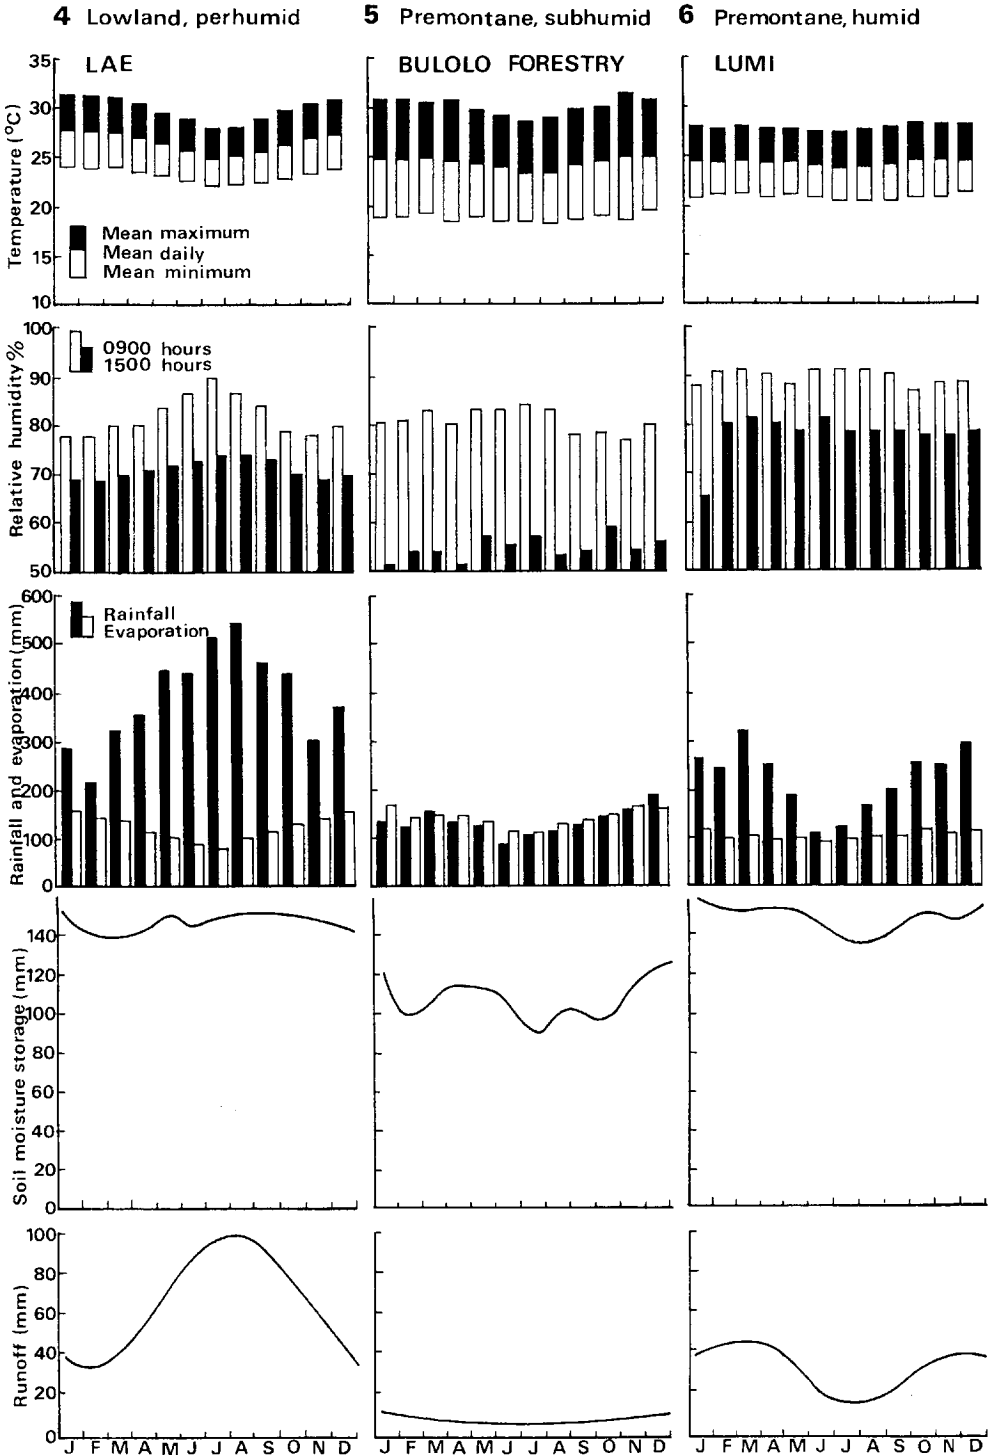 4 Lowland, perhumid
5 Premontane, subhumid
6 Premontane, humid
LAE
BULOLO FORESTRY
LUMI
Temperature (°C)
35
30
25
20
15
10
Mean maximum
Mean daily
Mean minimum
Relative humidity %
100
90
80
70
60
50
0900 hours
1500 hours
Rainfall and evaporation (mm)
600
500
400
300
200
100
0
Rainfall
Evaporation
Soil moisture storage (mm)
140
120
100
80
60
40
20
0
Runoff (mm)
100
80
60
40
20
0
J F M A M J J A S O N D
J F M A M J J A S O N D
J F M A M J J A S O N D